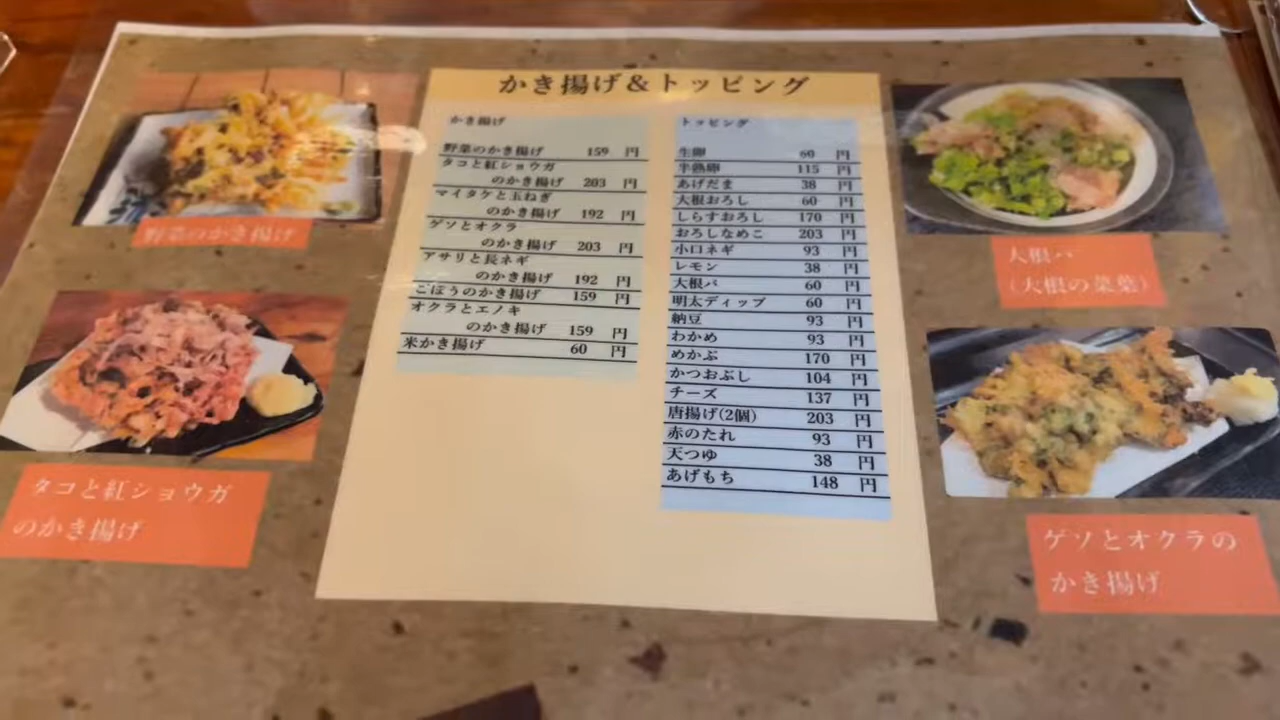 かき揚げ&トッピング
かき揚げ
野菜のかき揚げ 159 円
タコと紅ショウガ
のかき揚げ 203 円
マイタケと玉ねぎ
のかき揚げ 192 円
ゲソとオクラ
のかき揚げ 203 円
アサリと長ネギ
のかき揚げ 192 円
ごぼうのかき揚げ 159 円
オクラとエノキ
のかき揚げ 159 円
米かき揚げ 60 円
トッピング
生卵 60 円
半熟卵 115 円
あげだま 38 円
大根おろし 60 円
しらすおろし 170 円
おろしなめこ 203 円
小口ネギ 93 円
レモン 38 円
大根バ 60 円
明太ディップ 60 円
納豆 93 円
わかめ 93 円
めかぶ 170 円
かつおぶし 104 円
チーズ 137 円
唐揚げ(2個) 203 円
赤のたれ 93 円
天つゆ 38 円
あげもち 148 円
野菜のかき揚げ
タコと紅ショウガ
のかき揚げ
大根バ
(大根の菜葉)
ゲソとオクラの
かき揚げ